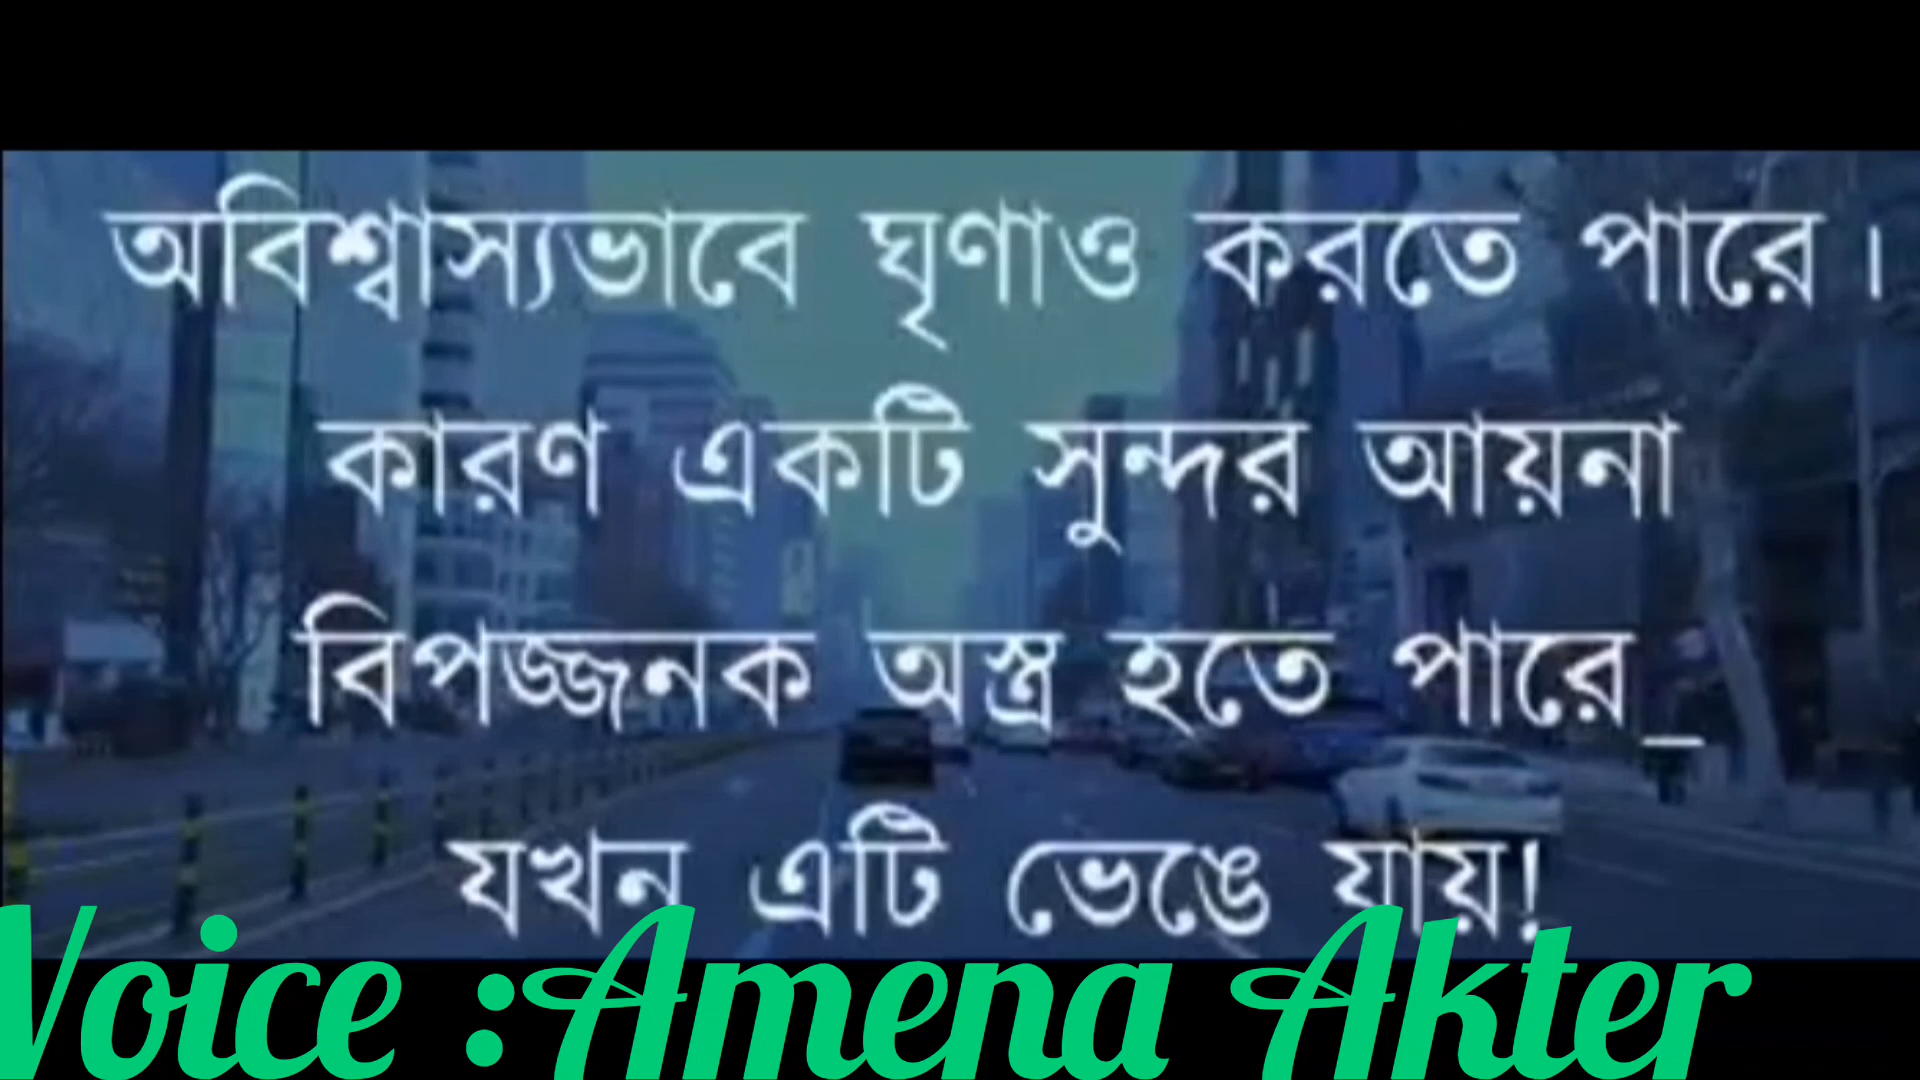 অবিশ্বাস্যভাবে ঘৃণাও করতে পারে।
কারণ একটি সুন্দর আয়না
বিপজ্জনক অস্ত্র হতে পারে_
যখন এটি ভেঙে যায়!
Voice :Amena Akter